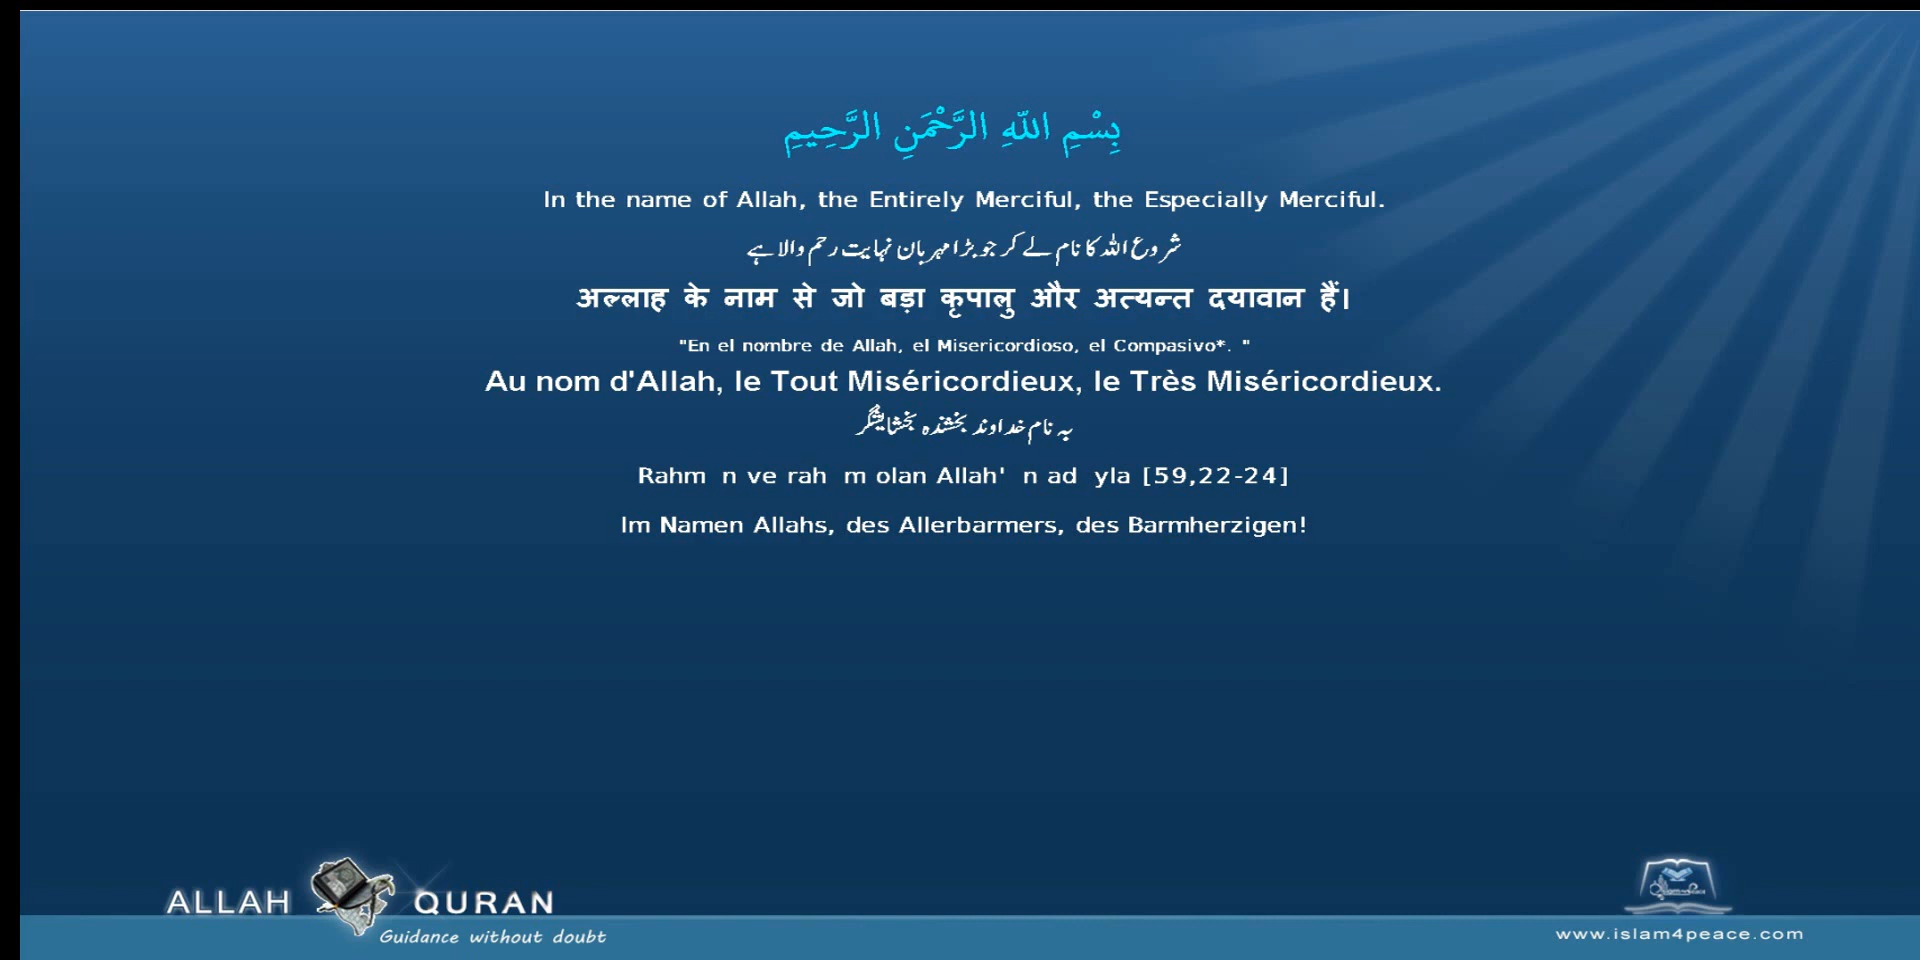 بِسْمِ اللّهِ الرَّحْمَنِ الرَّحِيمِ
In the name of Allah, the Entirely Merciful, the Especially Merciful.
شروع الله کا نام لے کر جو بڑا مہربان نہایت رحم والا ہے
अल्लाह के नाम से जो बड़ा कृपालु और अत्यन्त दयावान हैं।
"En el nombre de Allah, el Misericordioso, el Compasivo*. "
Au nom d'Allah, le Tout Miséricordieux, le Très Miséricordieux.
به نام خداوند بخشنده بخشایشگر
Rahm n ve rah m olan Allah' n ad yla [59,22-24]
Im Namen Allahs, des Allerbarmers, des Barmherzigen!
ALLAH QURAN
Guidance without doubt
www.islam4peace.com